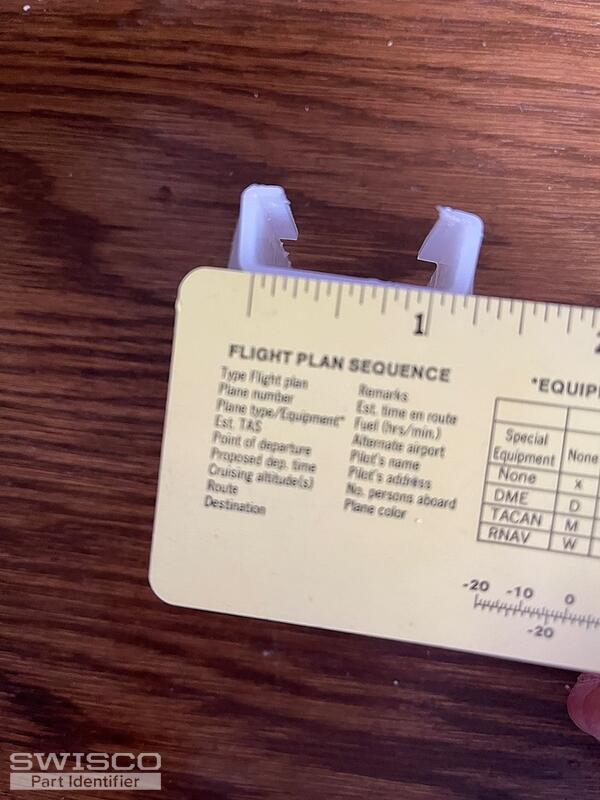 1
2
FLIGHT PLAN SEQUENCE
Type Flight plan
Plane number
Plane type/Equipment*
Est. TAS
Point of departure
Proposed dep. time
Cruising altitude(s)
Route
Destination
Remarks
Est. time en route
Fuel (hrs/min.)
Alternate airport
Pilot's name
Pilot's address
No. persons aboard
Plane color
*EQUIP
Special
Equipment None
None x
DME D
TACAN M
RNAV W
-20 -10 0
-20
SWISCO
Part Identifier